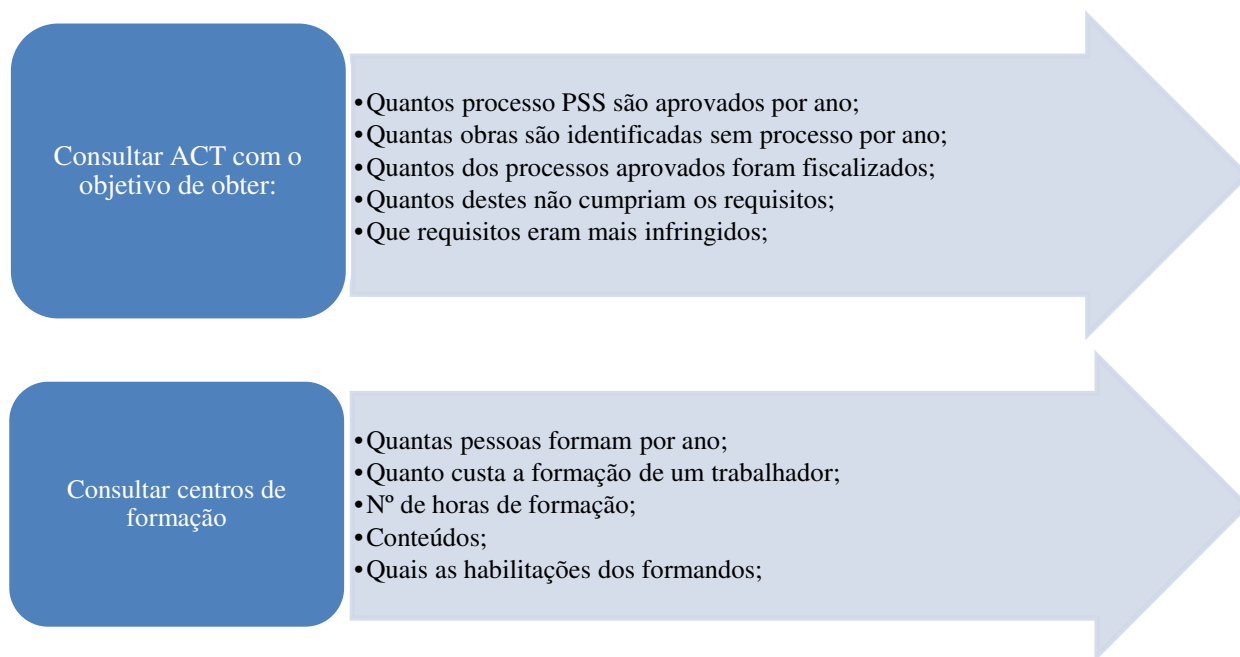 Consultar ACT com o
objetivo de obter:
•Quantos processo PSS são aprovados por ano;
•Quantas obras são identificadas sem processo por ano;
•Quantos dos processos aprovados foram fiscalizados;
•Quantos destes não cumpriam os requisitos;
•Que requisitos eram mais infringidos;
Consultar centros de
formação
•Quantas pessoas formam por ano;
•Quanto custa a formação de um trabalhador;
•Nº de horas de formação;
•Conteúdos;
•Quais as habilitações dos formandos;